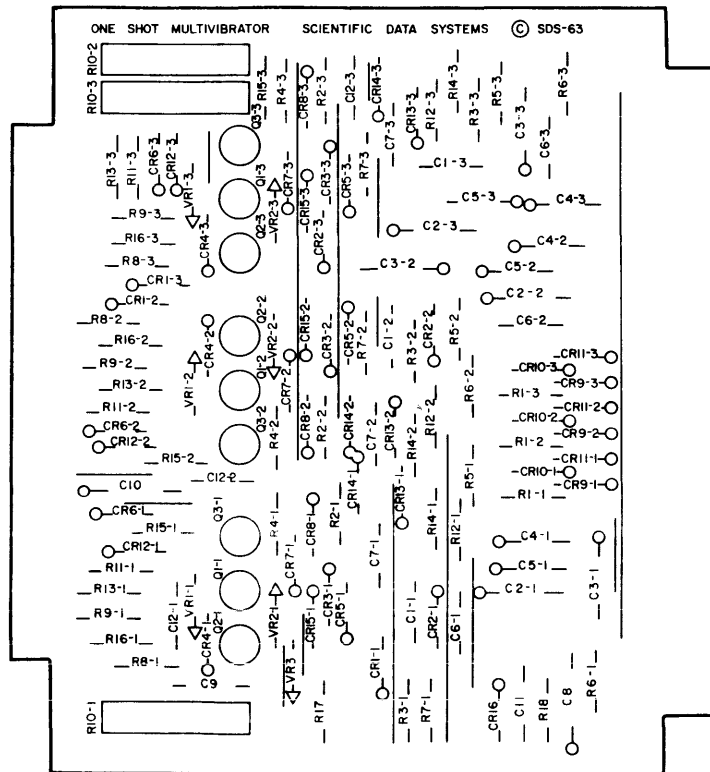 ONE SHOT MULTIVIBRATOR SCIENTIFIC DATA SYSTEMS © SDS-63
R10-2
R10-3
R15-3
R4-3
CR8-3
R2-3
C12-3
CR14-3
C7-3
CR13-3
R12-3
R14-3
R3-3
R5-3
C3-3
C6-3
R6-3
Q3-3
R13-3
R11-3
CR6-3
CR12-3
VR1-3
Q1-3
CR7-3
VR2-3
CR15-3
CR3-3
CR5-3
R7-3
C1-3
C5-3
C4-3
R9-3
R16-3
R8-3
CR4-3
Q2-3
CR2-3
C2-3
C4-2
C3-2
C5-2
CR1-3
CR1-2
C2-2
R8-2
R16-2
R9-2
R13-2
R11-2
CR4-2
VR1-2
Q2-2
VR2-2
Q1-2
CR7-2
CR15-2
CR3-2
CR5-2
R7-2
C1-2
R3-2
CR2-2
R5-2
C6-2
R6-2
CR11-3
CR10-3
CR9-3
R1-3
CR11-2
CR10-2
CR9-2
R1-2
CR11-1
CR10-1
CR9-1
R1-1
Q3-2
R4-2
CR8-2
R2-2
CR14-2
C7-2
CR13-2
R14-2
R12-2
CR6-2
CR12-2
R15-2
C10
C12-2
CR14-1
CR13-1
R5-1
CR6-1
R15-1
CR12-1
Q3-1
R4-1
CR8-1
R2-1
C7-1
R14-1
R12-1
C4-1
R11-1
R13-1
R9-1
R16-1
R8-1
C12-1
VR1-1
Q1-1
Q2-1
CR4-1
CR7-1
VR2-1
CR15-1
CR3-1
CR5-1
C1-1
CR2-1
C6-1
C5-1
C2-1
C3-1
C9
VR3
CR1-1
R10-1
R17
R3-1
R7-1
CR16
C11
R18
C8
R6-1